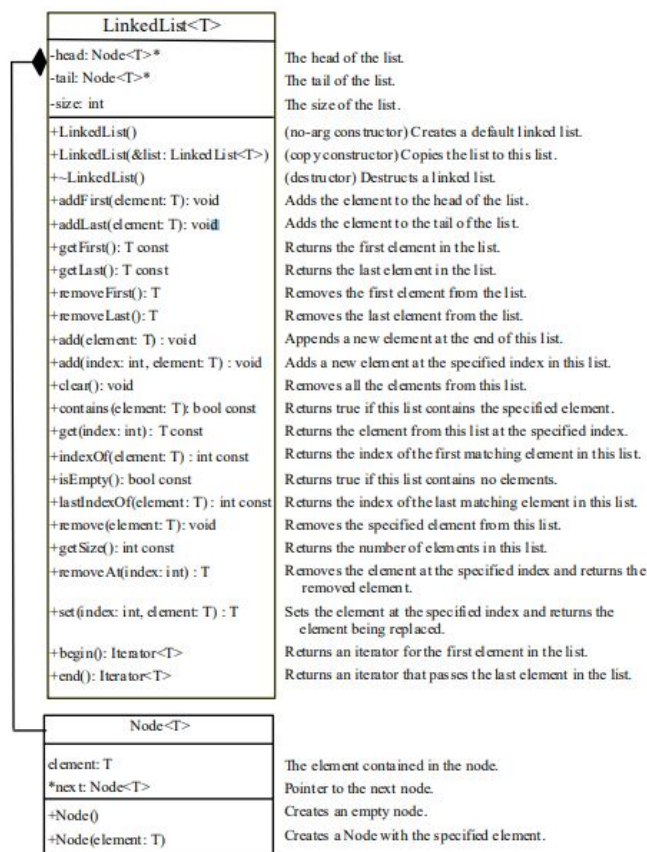 LinkedList<T>
-head: Node<T>* The head of the list.
-tail: Node<T>* The tail of the list.
-size: int The size of the list.
+LinkedList() (no-arg constructor) Creates a default linked list.
+LinkedList(&list: LinkedList<T>) (copy constructor) Copies the list to this list.
+~LinkedList() (destructor) Destructs a linked list.
+addFirst(element: T): void Adds the element to the head of the list.
+addLast(element: T): void Adds the element to the tail of the list.
+getFirst(): T const Returns the first element in the list.
+getLast(): T const Returns the last element in the list.
+removeFirst(): T Removes the first element from the list.
+removeLast(): T Removes the last element from the list.
+add(element: T) : void Appends a new element at the end of this list.
+add(index: int, element: T) : void Adds a new element at the specified index in this list.
+clear(): void Removes all the elements from this list.
+contains(element: T): bool const Returns true if this list contains the specified element.
+get(index: int) : T const Returns the element from this list at the specified index.
+indexOf(element: T) : int const Returns the index of the first matching element in this list.
+isEmpty(): bool const Returns true if this list contains no elements.
+lastIndexOf(element: T) : int const Returns the index of the last matching element in this list.
+remove(element: T): void Removes the specified element from this list.
+getSize(): int const Returns the number of elements in this list.
+removeAt(index: int) : T Removes the element at the specified index and returns the
removed element.
+set(index: int, element: T) : T Sets the element at the specified index and returns the
element being replaced.
+begin(): Iterator<T> Returns an iterator for the first element in the list.
+end(): Iterator<T> Returns an iterator that passes the last element in the list.
Node<T>
element: T The element contained in the node.
*next: Node<T> Pointer to the next node.
+Node() Creates an empty node.
+Node(element: T) Creates a Node with the specified element.